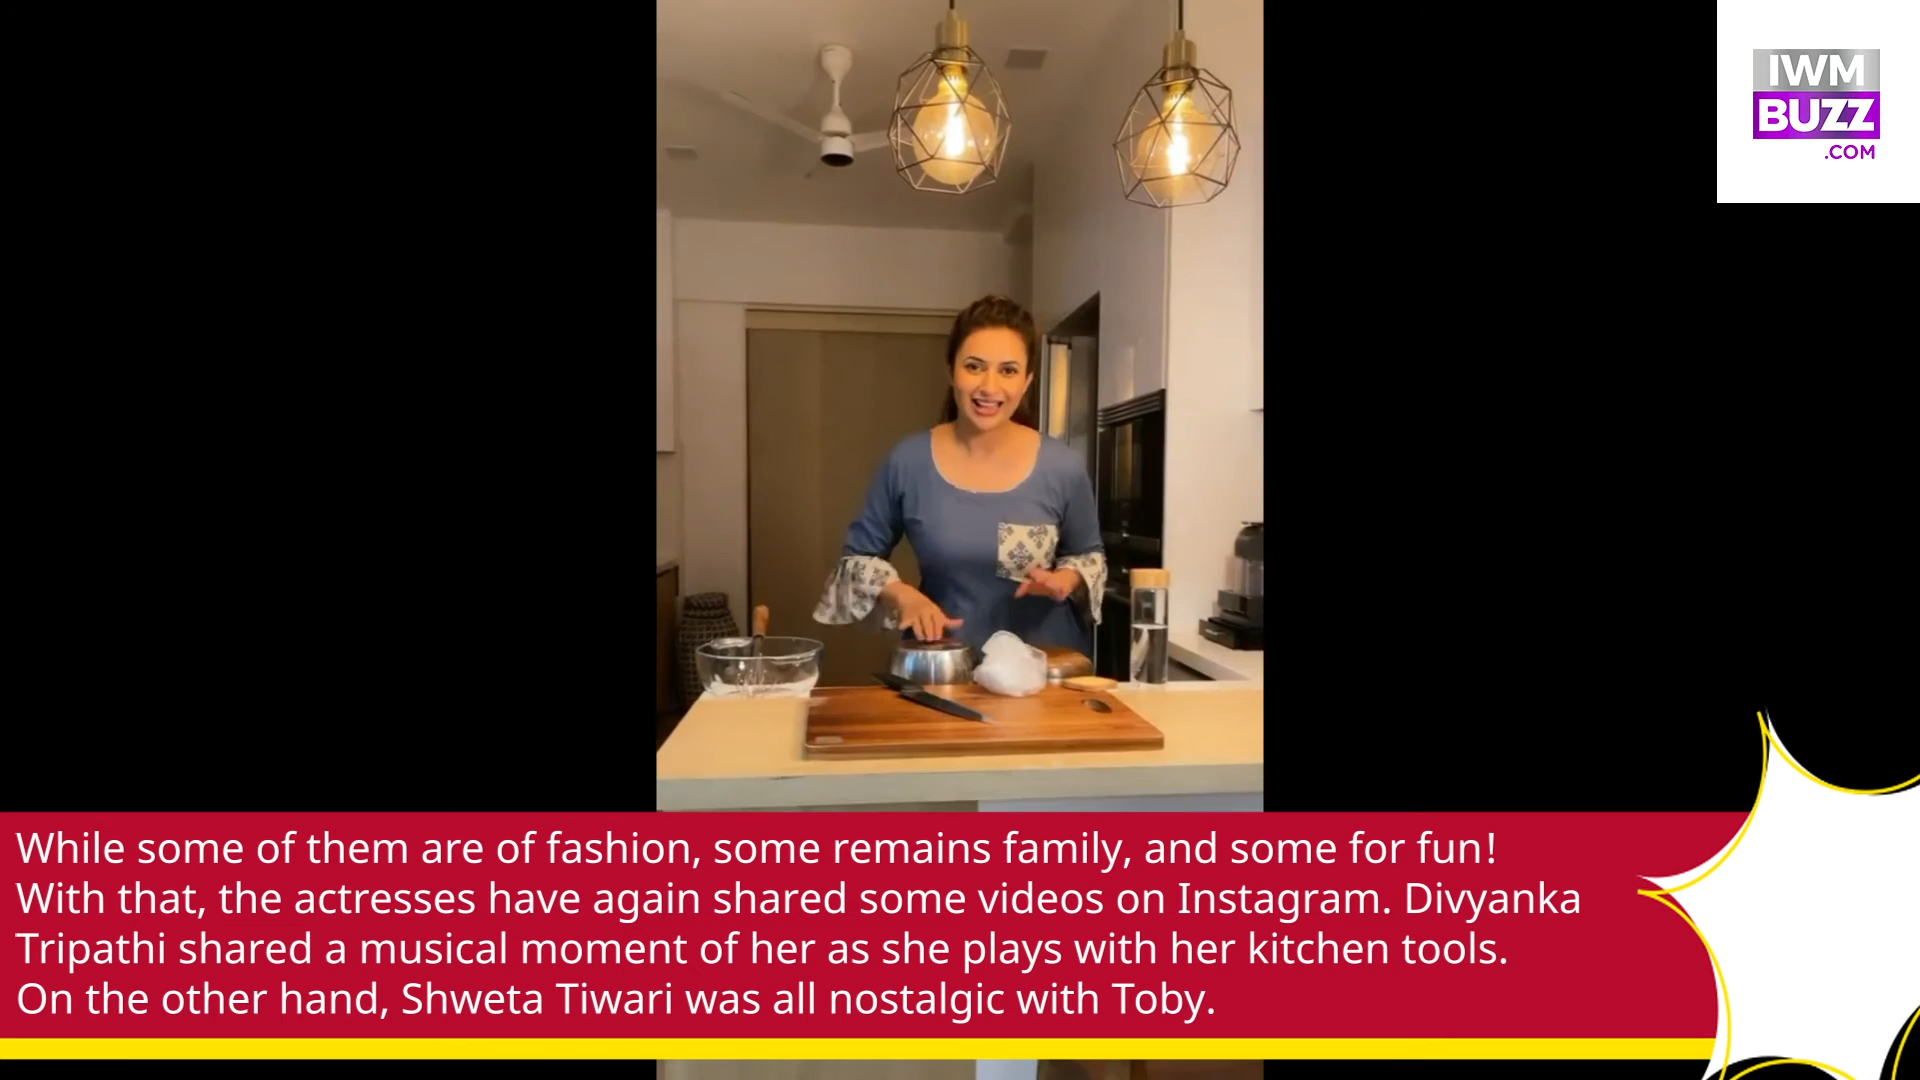 IWM
BUZZ
.COM
While some of them are of fashion, some remains family, and some for fun!
With that, the actresses have again shared some videos on Instagram. Divyanka
Tripathi shared a musical moment of her as she plays with her kitchen tools.
On the other hand, Shweta Tiwari was all nostalgic with Toby.